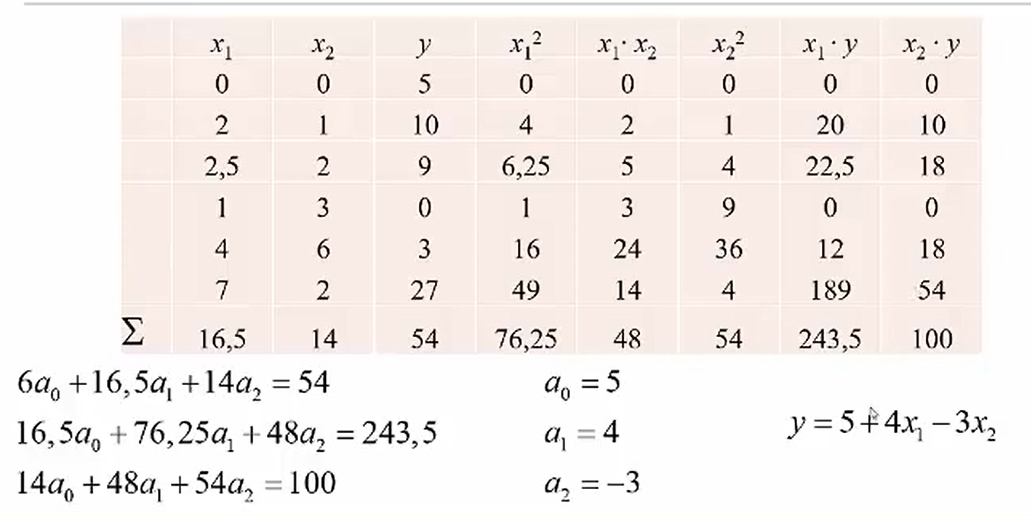 x₁ x₂ y x₁² x₁·x₂ x₂² x₁·y x₂·y
0 0 5 0 0 0 0 0
2 1 10 4 2 1 20 10
2,5 2 9 6,25 5 4 22,5 18
1 3 0 1 3 9 0 0
4 6 3 16 24 36 12 18
7 2 27 49 14 4 189 54
Σ 16,5 14 54 76,25 48 54 243,5 100
6a₀ +16,5a₁ +14a₂ = 54
16,5a₀ + 76,25a₁ + 48a₂ = 243,5
14a₀ + 48a₁ + 54a₂ = 100
a₀ = 5
a₁ = 4
a₂ = −3
y = 5+4x₁ −3x₂